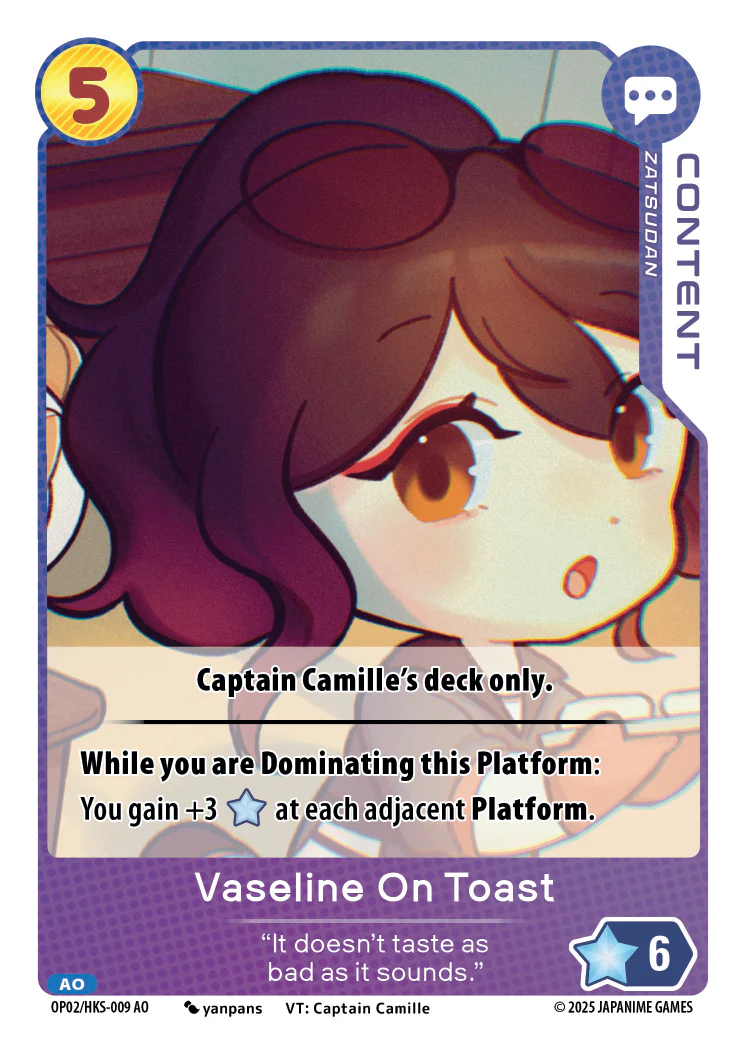 5
CONTENT
ZATSUDAN
Captain Camille's deck only.
While you are Dominating this Platform:
You gain +3 at each adjacent Platform.
Vaseline On Toast
“It doesn't taste as
bad as it sounds.”
6
AO
OP02/HKS-009 AO yanpans VT: Captain Camille © 2025 JAPANIME GAMES